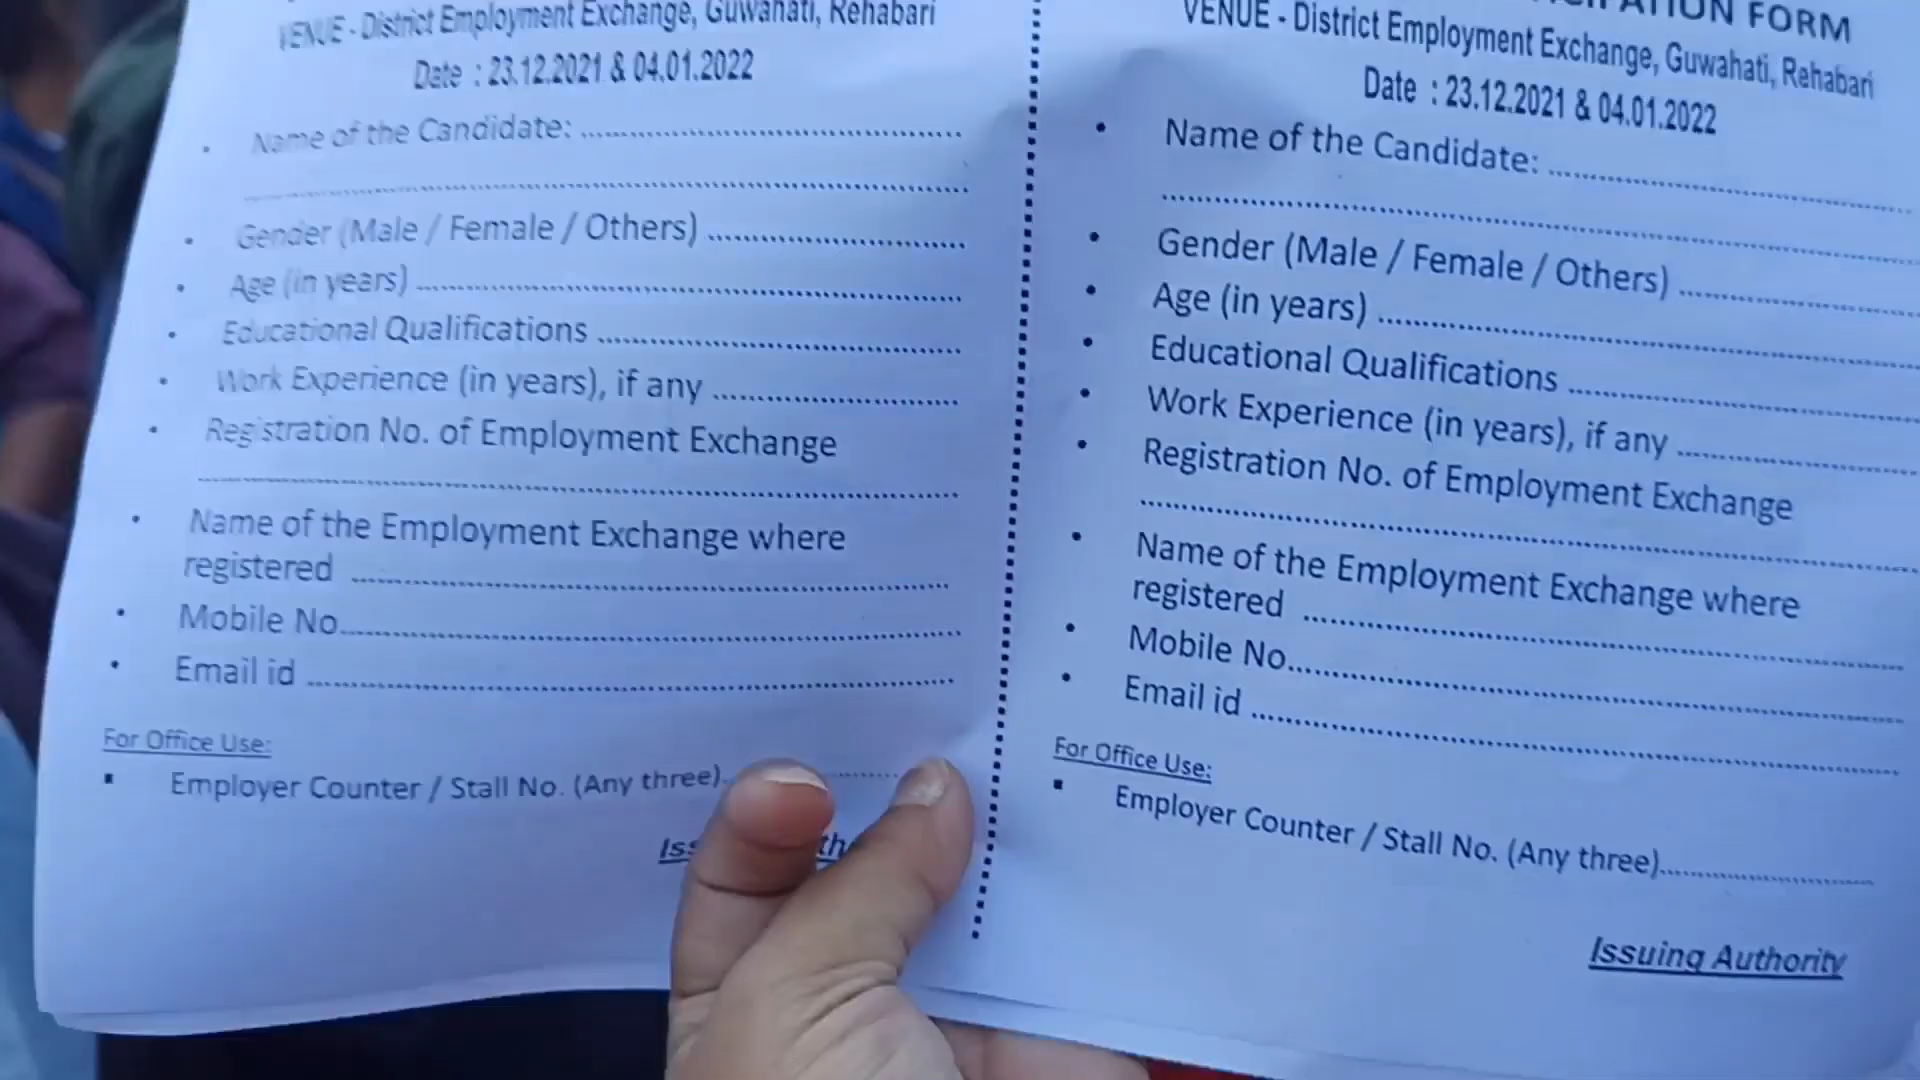 VENUE - District Employment Exchange, Guwahati, Rehabari
Date : 23.12.2021 & 04.01.2022
• Name of the Candidate: ..........
..........
• Gender (Male / Female / Others) ..........
• Age (in years) ..........
• Educational Qualifications ..........
• Work Experience (in years), if any ..........
• Registration No. of Employment Exchange
..........
• Name of the Employment Exchange where
registered ..........
• Mobile No..........
• Email id ..........
For Office Use:
▪ Employer Counter / Stall No. (Any three)..........
FORM
VENUE - District Employment Exchange, Guwahati, Rehabari
Date : 23.12.2021 & 04.01.2022
• Name of the Candidate: ..........
..........
• Gender (Male / Female / Others) ..........
• Age (in years) ..........
• Educational Qualifications ..........
• Work Experience (in years), if any ..........
• Registration No. of Employment Exchange
..........
• Name of the Employment Exchange where
registered ..........
• Mobile No..........
• Email id ..........
For Office Use:
▪ Employer Counter / Stall No. (Any three)..........
Issuing Authority